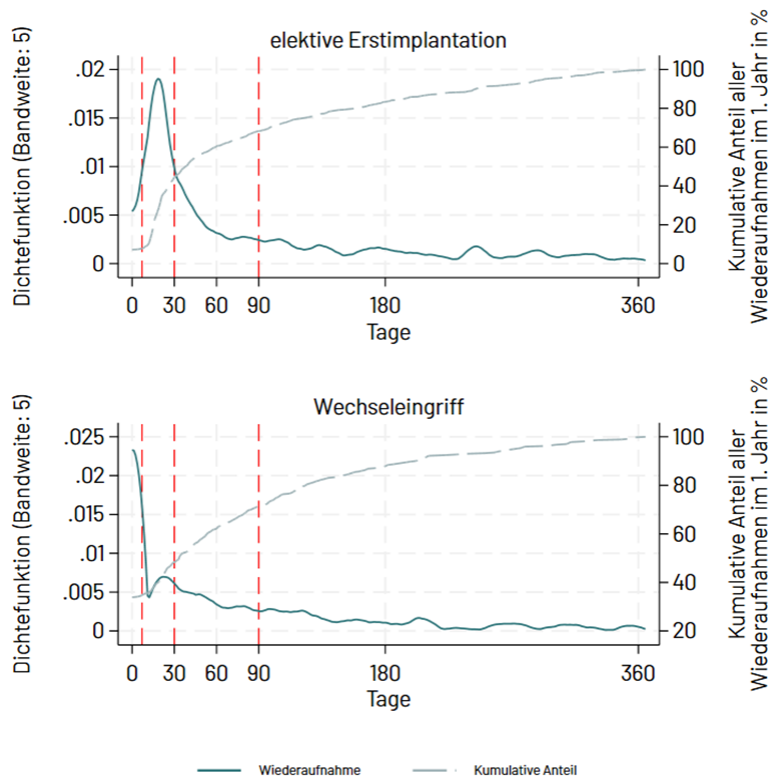 elektive Erstimplantation
Dichtefunktion (Bandweite: 5)
.02
.015
.01
.005
0
100
80
60
40
20
0
Kumulative Anteil aller
Wiederaufnahmen im 1. Jahr in %
0 30 60 90 180 360
Tage
Wechseleingriff
Dichtefunktion (Bandweite: 5)
.025
.02
.015
.01
.005
0
100
80
60
40
20
Kumulative Anteil aller
Wiederaufnahmen im 1. Jahr in %
0 30 60 90 180 360
Tage
Wiederaufnahme Kumulative Anteil